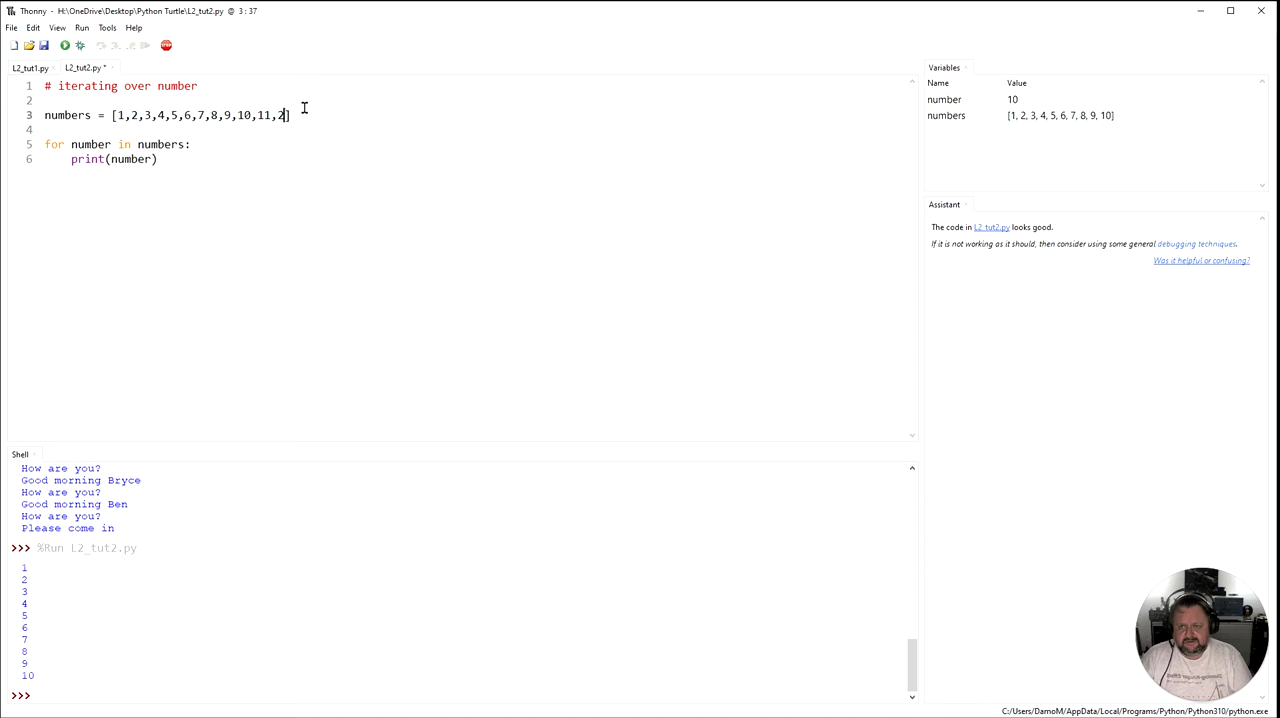 Thonny - H:\OneDrive\Desktop\Python Turtle\L2_tut2.py @ 3 : 37
File Edit View Run Tools Help
L2_tut1.py L2_tut2.py *
1 # iterating over number
2
3 numbers = [1,2,3,4,5,6,7,8,9,10,11,2]
4
5 for number in numbers:
6 print(number)
Variables
Name Value
number 10
numbers [1, 2, 3, 4, 5, 6, 7, 8, 9, 10]
Assistant
The code in L2_tut2.py looks good.
If it is not working as it should, then consider using some general debugging techniques.
Was it helpful or confusing?
Shell
How are you?
Good morning Bryce
How are you?
Good morning Ben
How are you?
Please come in
>>> %Run L2_tut2.py
1
2
3
4
5
6
7
8
9
10
>>>
C:/Users/DamoM/AppData/Local/Programs/Python/Python310/python.exe